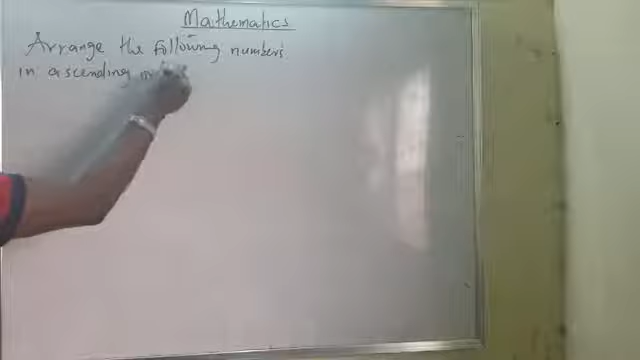 Mathematics
Arrange the following numbers
in ascending